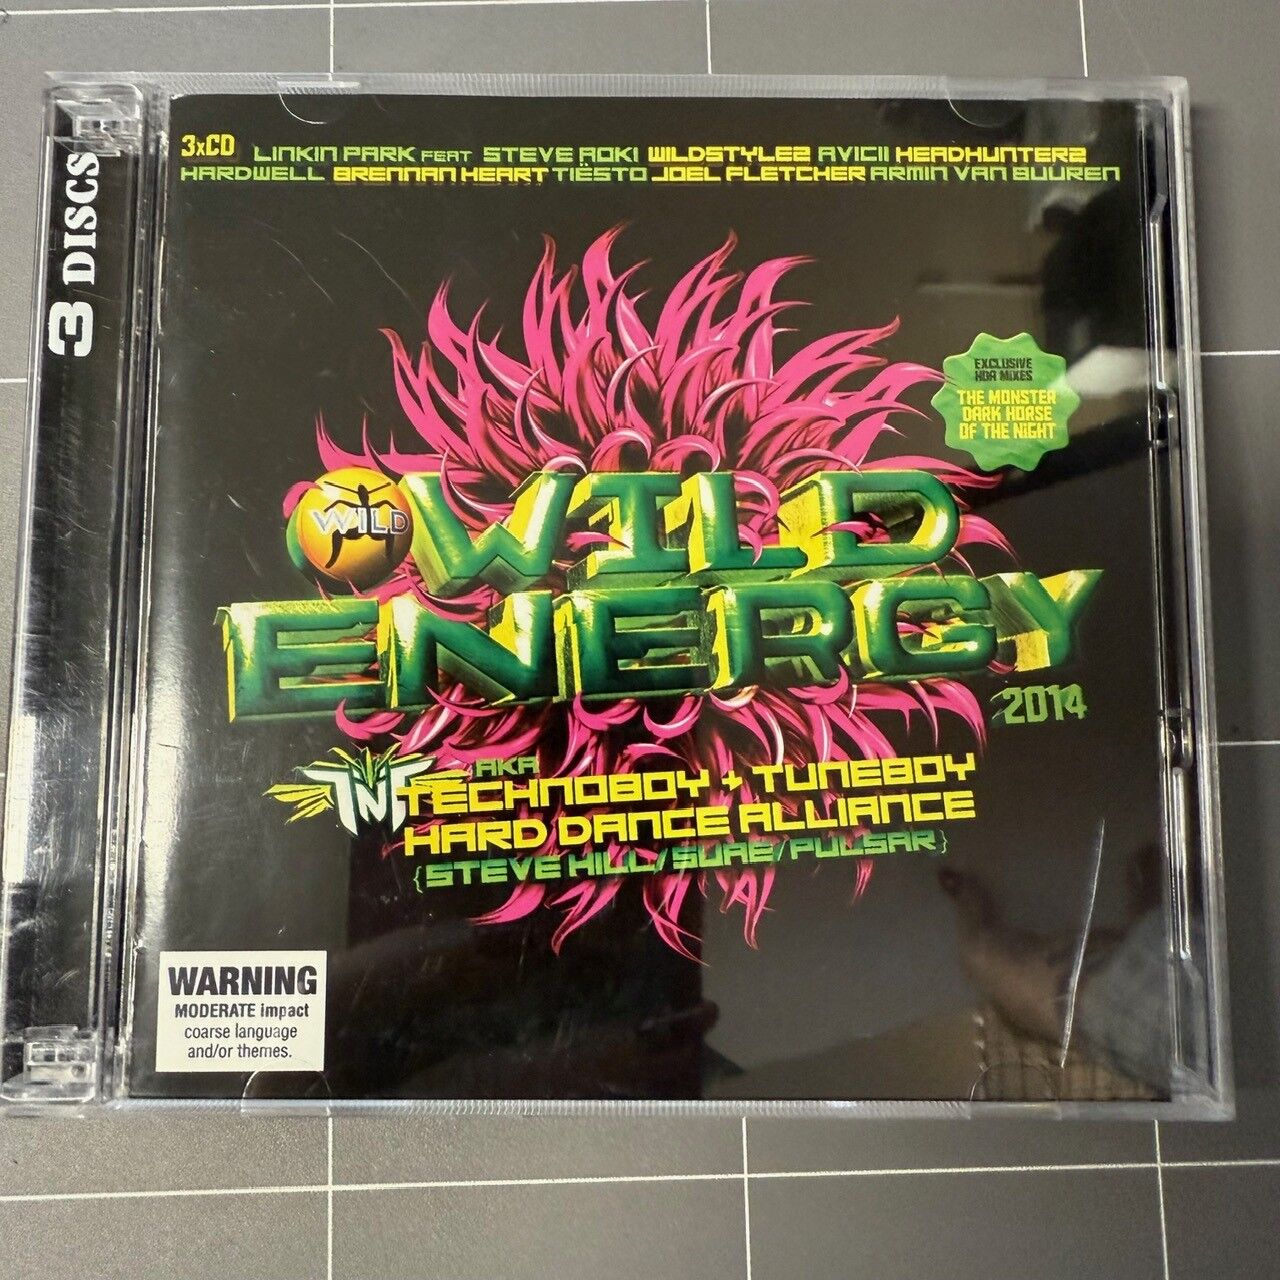 3 DISCS
3xCD LINKIN PARK FEAT STEVE AOKI WILDSTYLEZ AVICII HEADHUNTERZ
HARDWELL BRENNAN HEART TIËSTO JOEL FLETCHER ARMIN VAN BUUREN
EXCLUSIVE
HDA MIXES
THE MONSTER
DARK HORSE
OF THE NIGHT
WILD
WILD
ENERGY
2014
TNT AKA
TECHNOBOY + TUNEBOY
HARD DANCE ALLIANCE
{STEVE HILL/SUAE/PULSAR}
WARNING
MODERATE impact
coarse language
and/or themes.